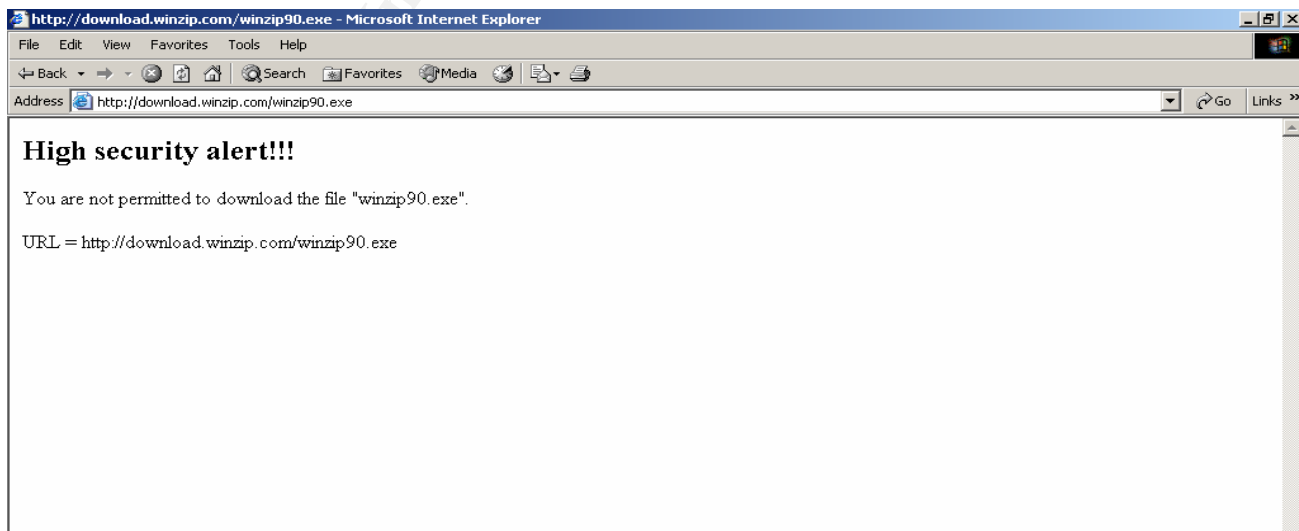 http://download.winzip.com/winzip90.exe - Microsoft Internet Explorer
File Edit View Favorites Tools Help
Back Search Favorites Media
Address http://download.winzip.com/winzip90.exe Go Links »
High security alert!!!
You are not permitted to download the file "winzip90.exe".
URL = http://download.winzip.com/winzip90.exe